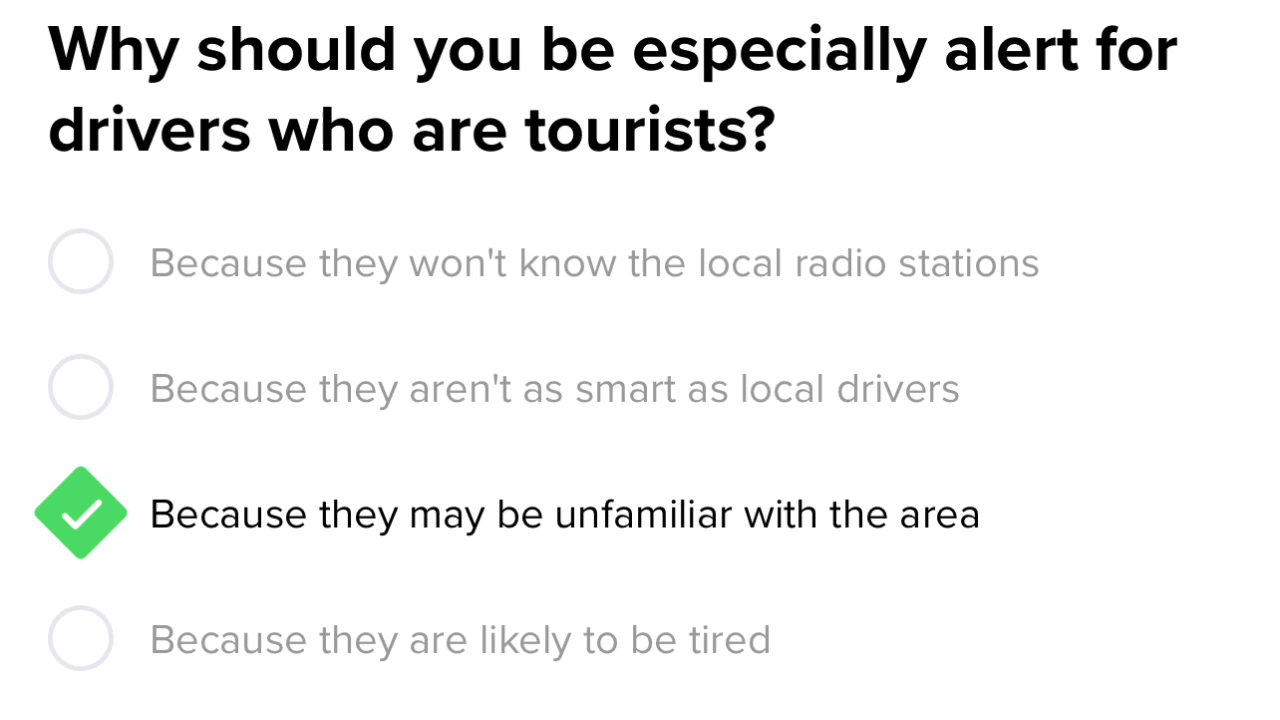 Why should you be especially alert for
drivers who are tourists?
Because they won't know the local radio stations
Because they aren't as smart as local drivers
Because they may be unfamiliar with the area
Because they are likely to be tired